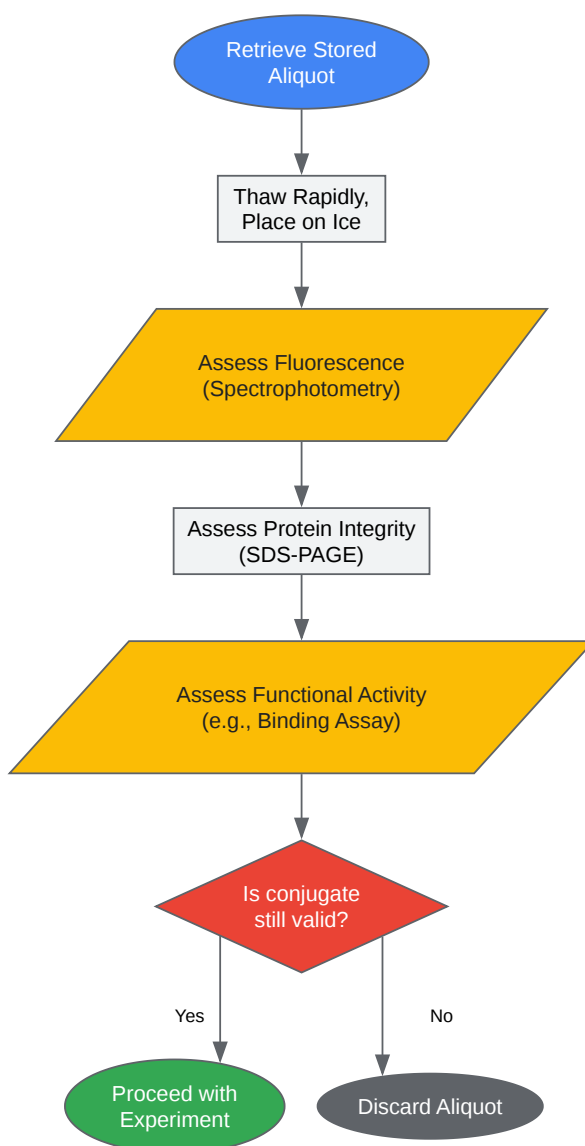 Retrieve Stored
Aliquot
Thaw Rapidly,
Place on Ice
Assess Fluorescence
(Spectrophotometry)
Assess Protein Integrity
(SDS-PAGE)
Assess Functional Activity
(e.g., Binding Assay)
Is conjugate
still valid?
Yes
No
Proceed with
Experiment
Discard Aliquot